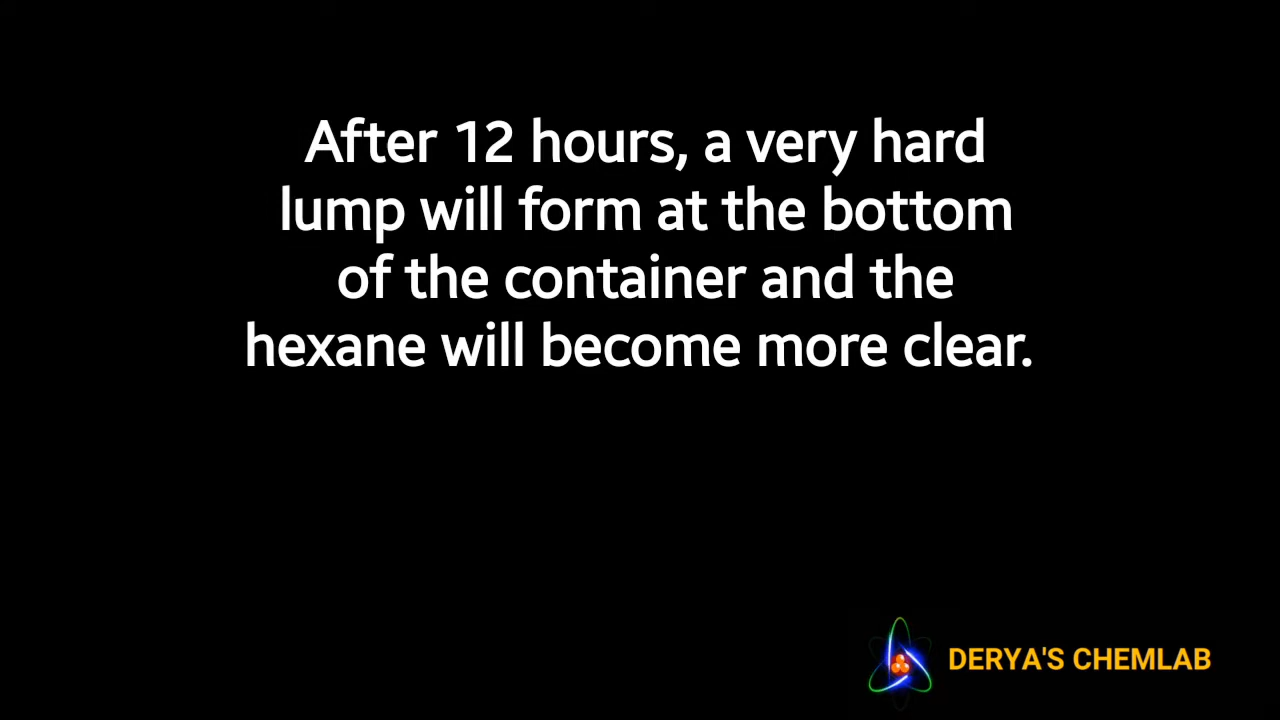 After 12 hours, a very hard
lump will form at the bottom
of the container and the
hexane will become more clear.
DERYA'S CHEMLAB